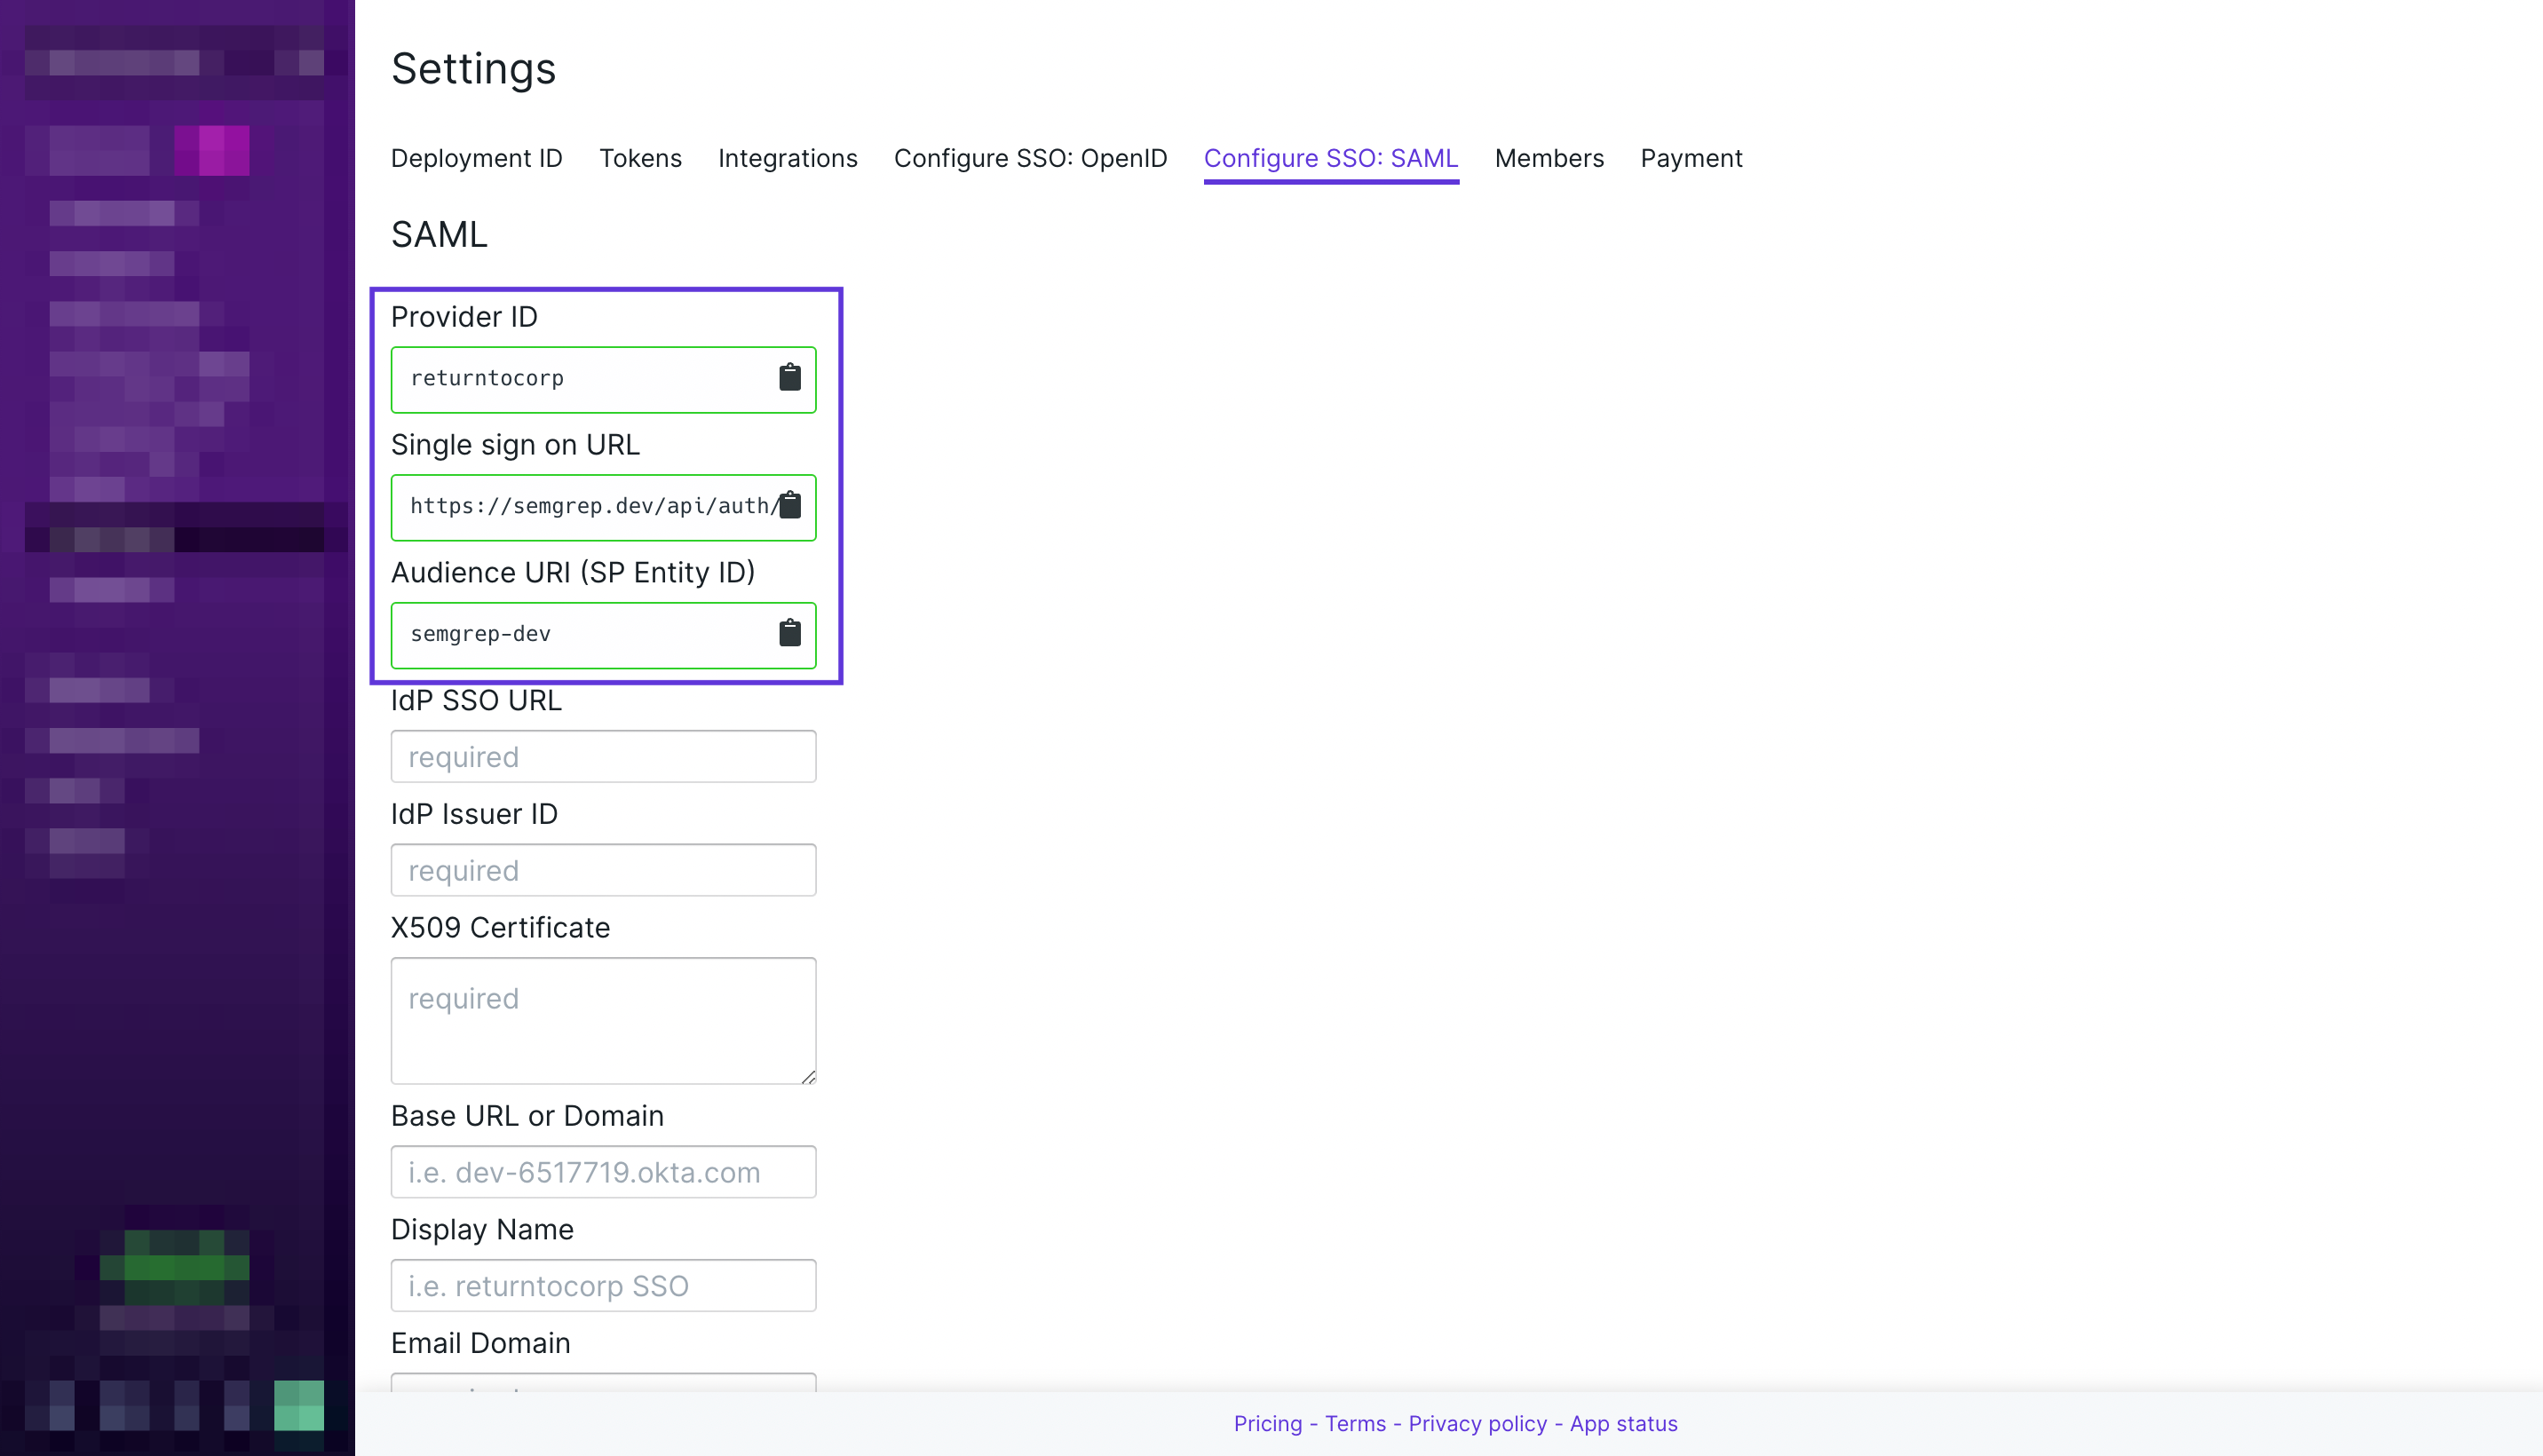 Settings
Deployment ID Tokens Integrations Configure SSO: OpenID Configure SSO: SAML Members Payment
SAML
Provider ID
returntocorp
Single sign on URL
https://semgrep.dev/api/auth/
Audience URI (SP Entity ID)
semgrep-dev
IdP SSO URL
required
IdP Issuer ID
required
X509 Certificate
required
Base URL or Domain
i.e. dev-6517719.okta.com
Display Name
i.e. returntocorp SSO
Email Domain
Pricing - Terms - Privacy policy - App status